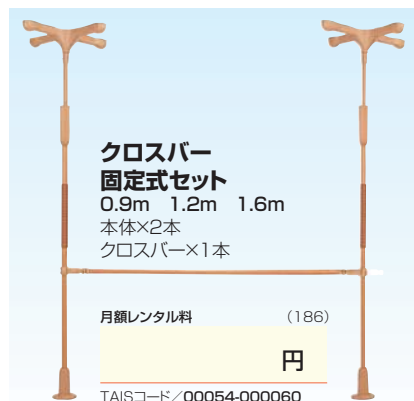 クロスバー
固定式セット
0.9m 1.2m 1.6m
本体×2本
クロスバー×1本
月額レンタル料 (186)
円
TAISコード／00054-000060